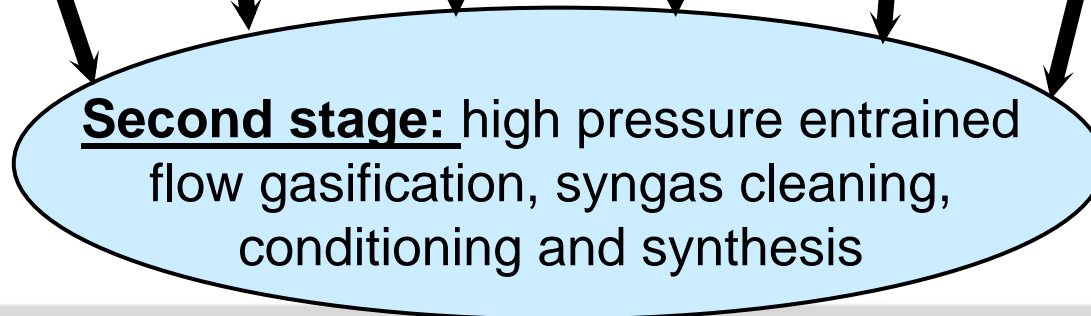 Second stage: high pressure entrained
flow gasification, syngas cleaning,
conditioning and synthesis